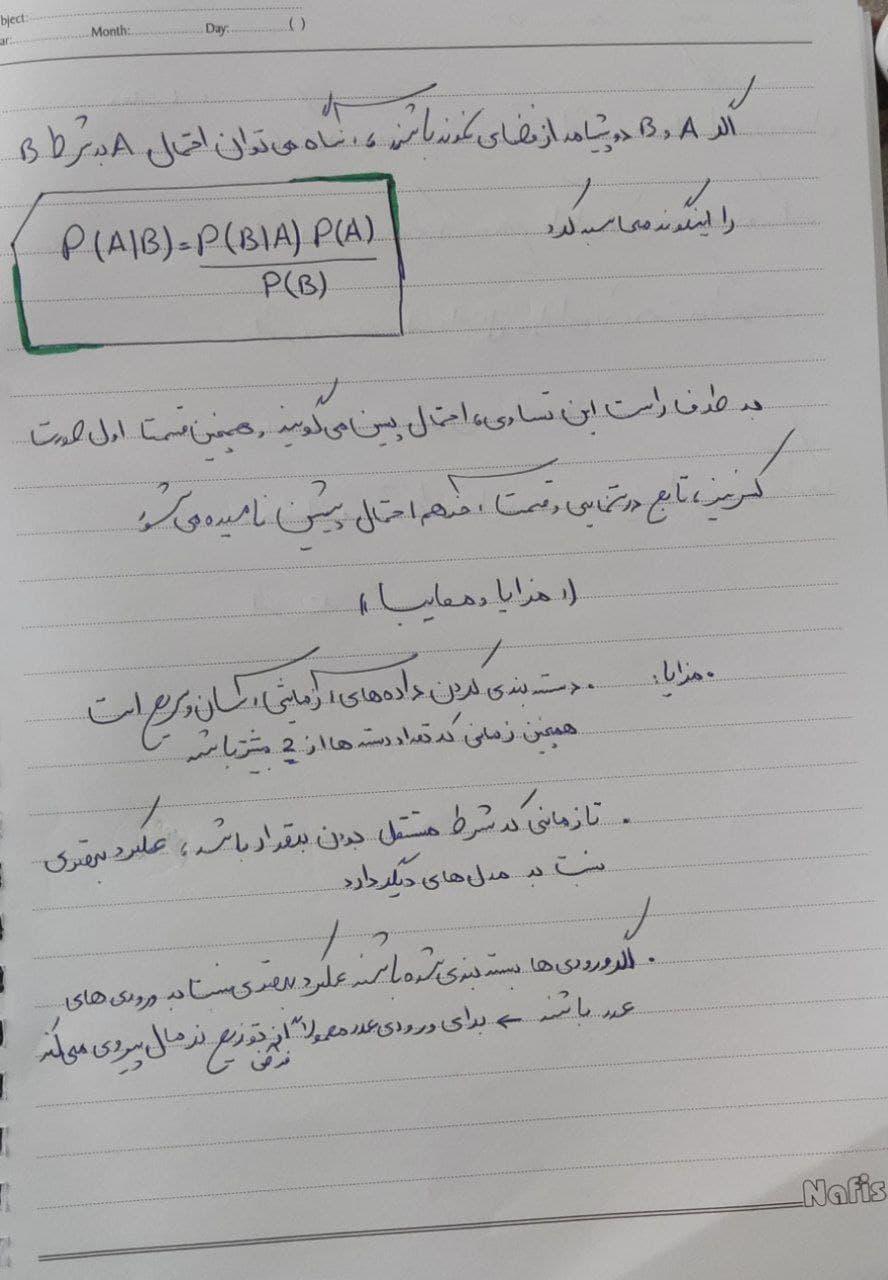 bject:
ar: Month: Day: ( )
اگر A و B دو پیشامد از فضای نمونه باشند، آنگاه می توان احتمال A به شرط B
را اینگونه محاسبه کرد
P(A|B) = P(B|A) P(A)
P(B)
به طرف راست این تساوی، احتمال پسین می گویند و همچنین قسمت اول صورت
کسر نیز، تابع درستنمایی و قسمت آخر هم احتمال پیشین نامیده می شود
(( مزایا و معایب ))
• مزایا: • دسته بندی کردن داده های آزمایشی، آسان و سریع است
همچنین زمانی که تعداد دسته ها از 2 بیشتر باشد
• تا زمانی که شرط مستقل بودن برقرار باشد، عملکرد بهتری
نسبت به مدل های دیگر دارد
• اگر ورودی ها دسته بندی شده باشند عملکرد بهتری نسبت به ورودی های
عدد باشند ← برای ورودی عدد معمولا از توزیع نرمال پیروی می کند
فرض
Nafis